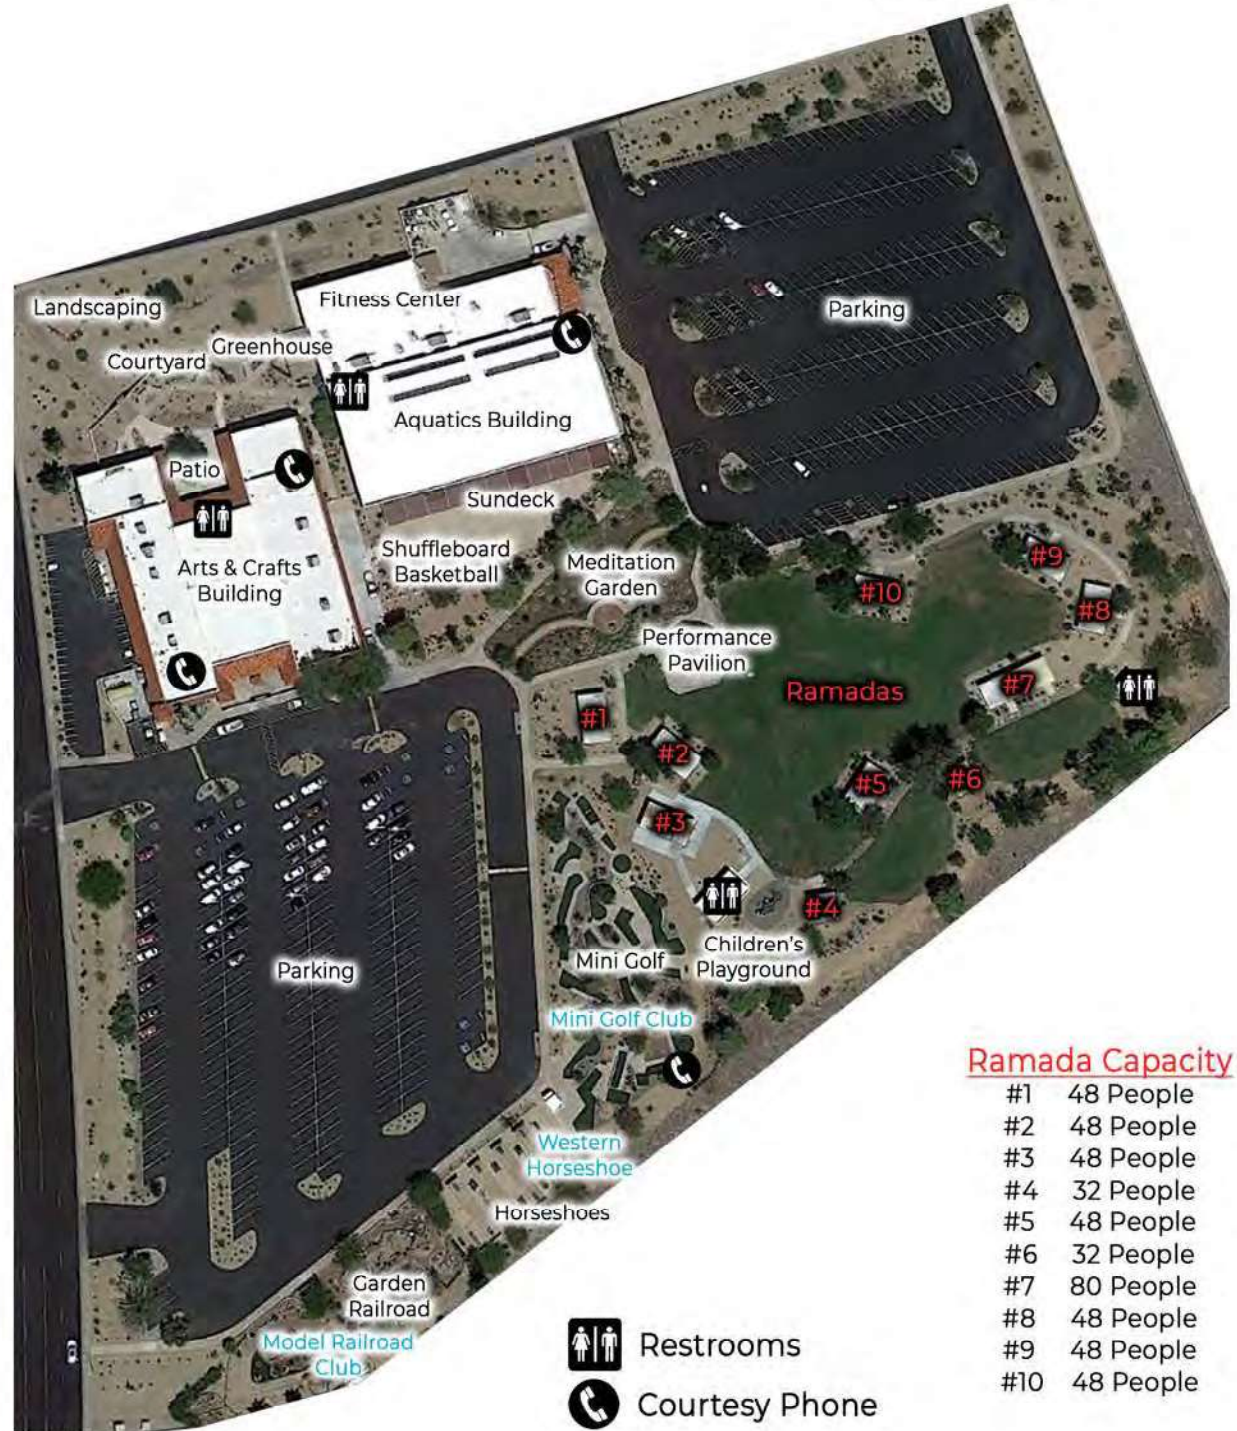 Landscaping
Fitness Center
Greenhouse
Courtyard
Parking
Aquatics Building
Patio
Sundeck
Arts & Crafts
Building
Shuffleboard
Basketball
Meditation
Garden
Performance
Pavilion
Ramadas
#9
#10
#8
#7
#1
#2
#5
#6
#3
#4
Parking
Mini Golf
Children's
Playground
Mini Golf Club
Western
Horseshoe
Horseshoes
Garden
Railroad
Model Railroad
Club
Ramada Capacity
#1 48 People
#2 48 People
#3 48 People
#4 32 People
#5 48 People
#6 32 People
#7 80 People
#8 48 People
#9 48 People
#10 48 People
Restrooms
Courtesy Phone